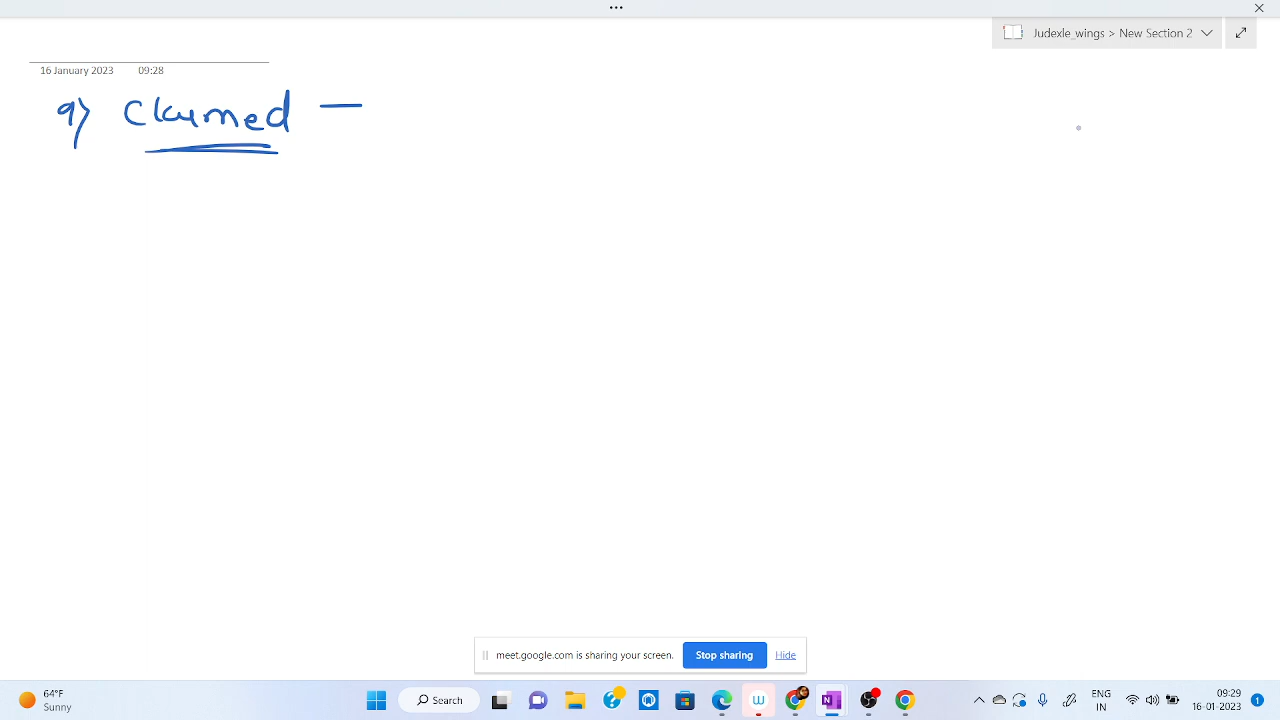 Judexle_wings > New Section 2
16 January 2023 09:28
9) Claimed —
meet.google.com is sharing your screen. Stop sharing Hide
64°F
Sunny
Search
ENG
IN
09:29
16-01-2023
1